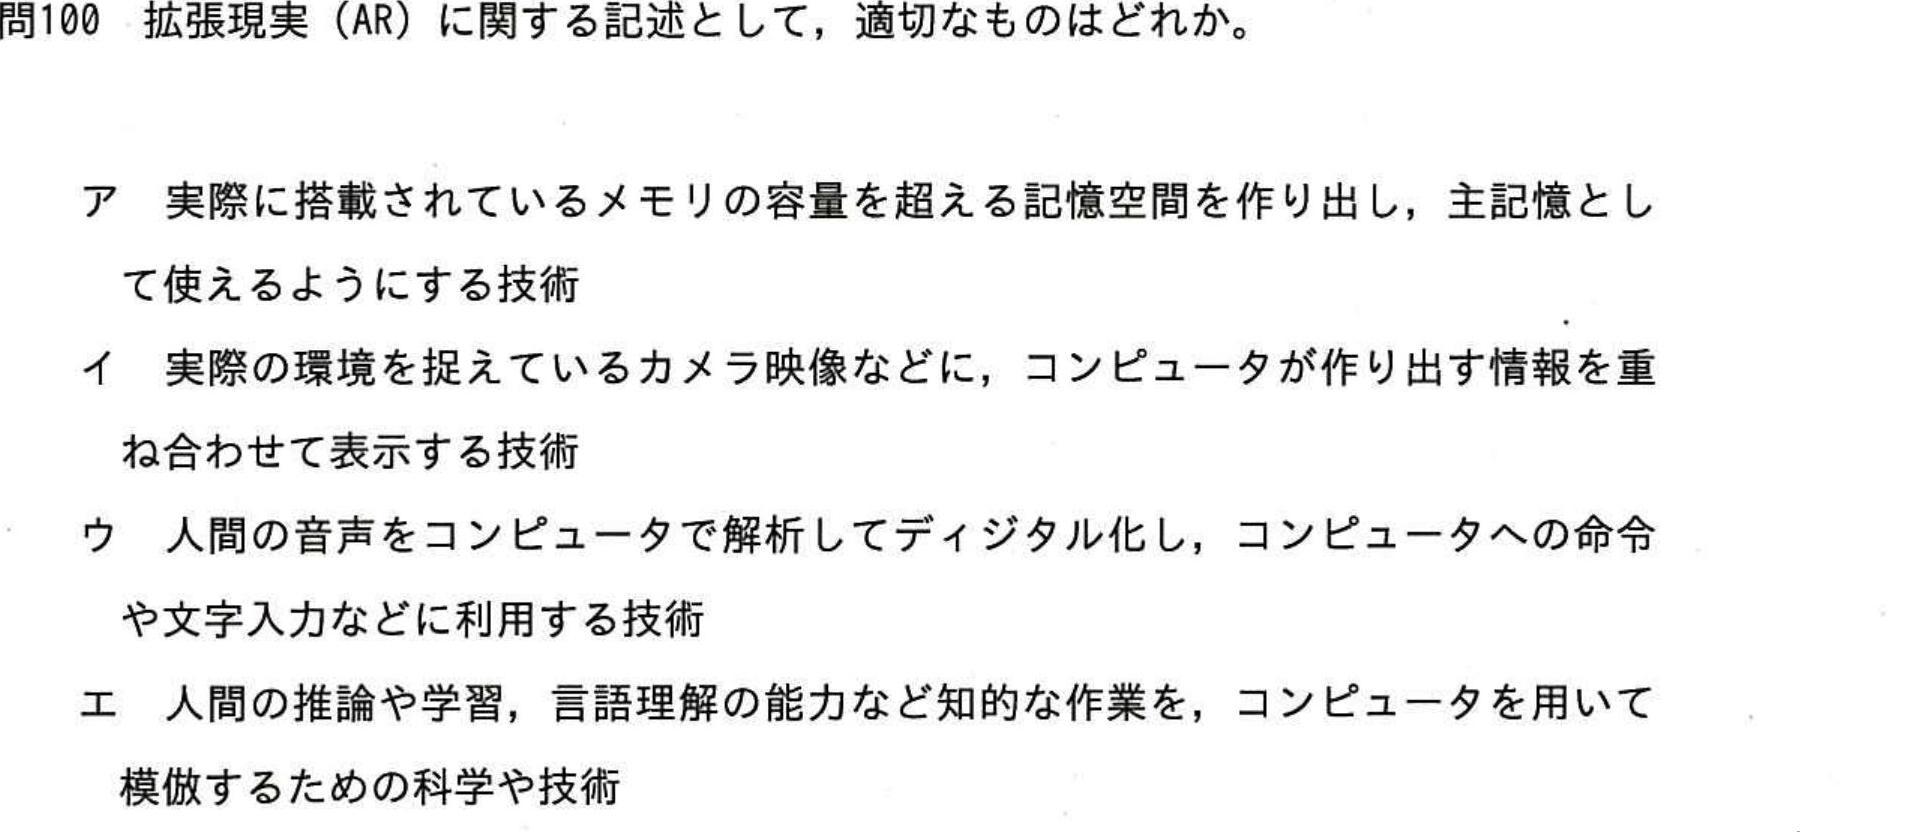 問100 拡張現実（AR）に関する記述として，適切なものはどれか。
ア 実際に搭載されているメモリの容量を超える記憶空間を作り出し，主記憶とし
て使えるようにする技術
イ 実際の環境を捉えているカメラ映像などに，コンピュータが作り出す情報を重
ね合わせて表示する技術
ウ 人間の音声をコンピュータで解析してディジタル化し，コンピュータへの命令
や文字入力などに利用する技術
エ 人間の推論や学習，言語理解の能力など知的な作業を，コンピュータを用いて
模倣するための科学や技術